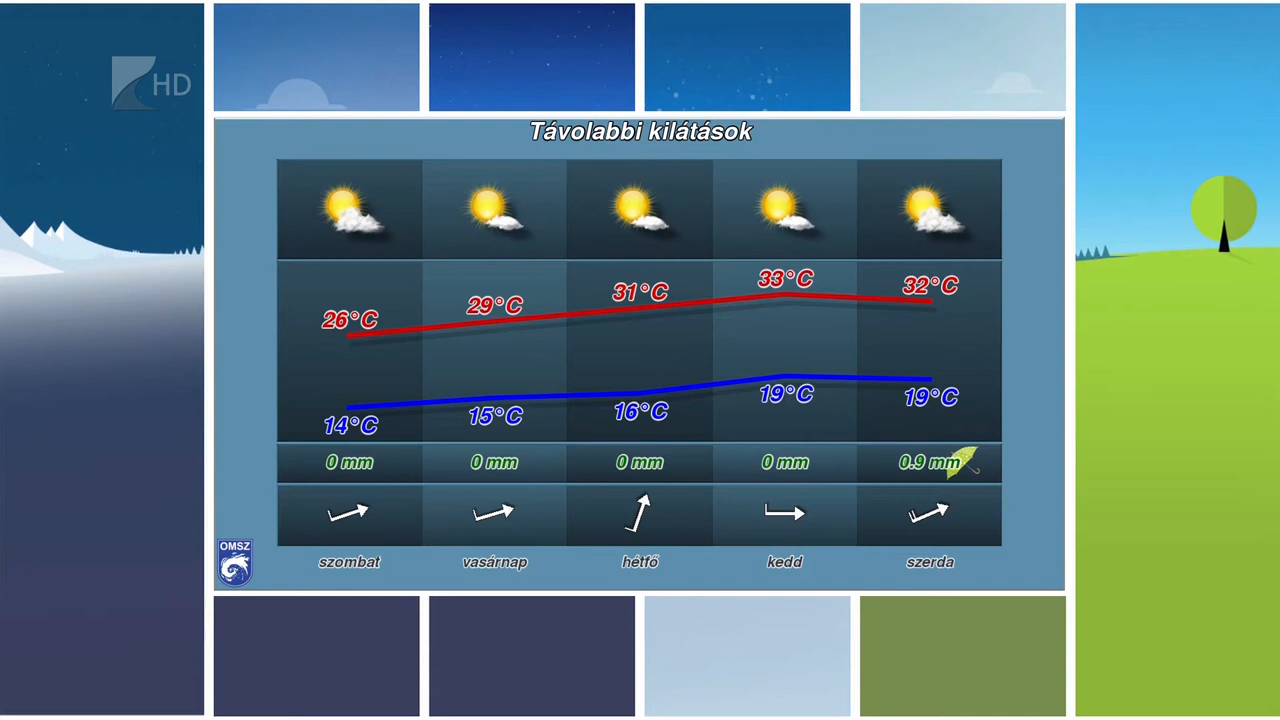 HD
Távolabbi kilátások
26°C 29°C 31°C 33°C 32°C
14°C 15°C 16°C 19°C 19°C
0 mm 0 mm 0 mm 0 mm 0.9 mm
OMSZ
szombat vasárnap hétfő kedd szerda